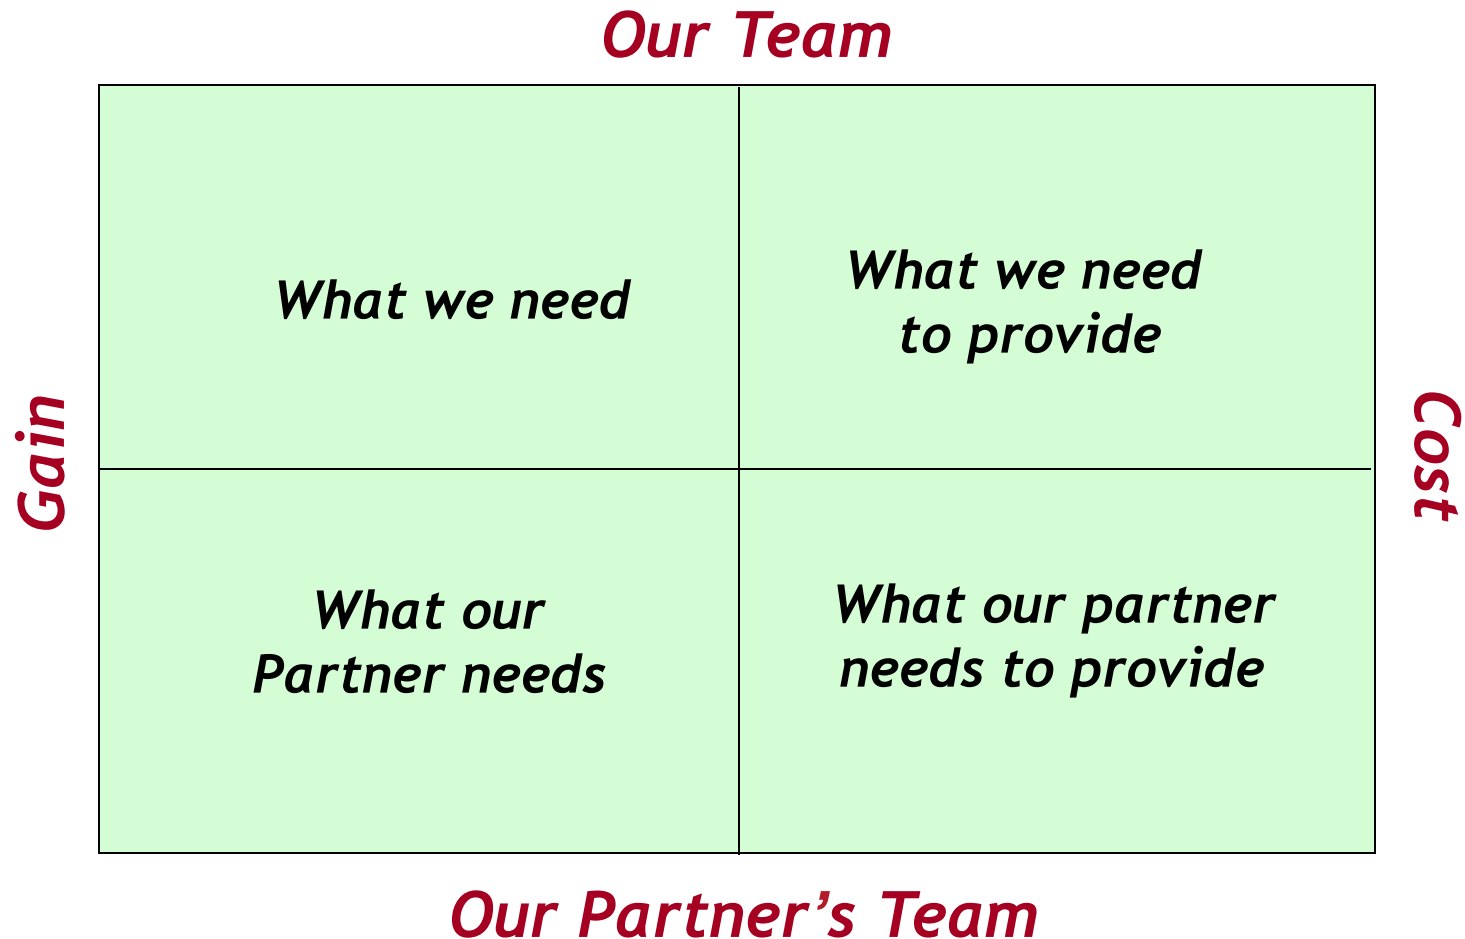 Our Team
What we need
What we need
to provide
Gain
Cost
What our
Partner needs
What our partner
needs to provide
Our Partner’s Team